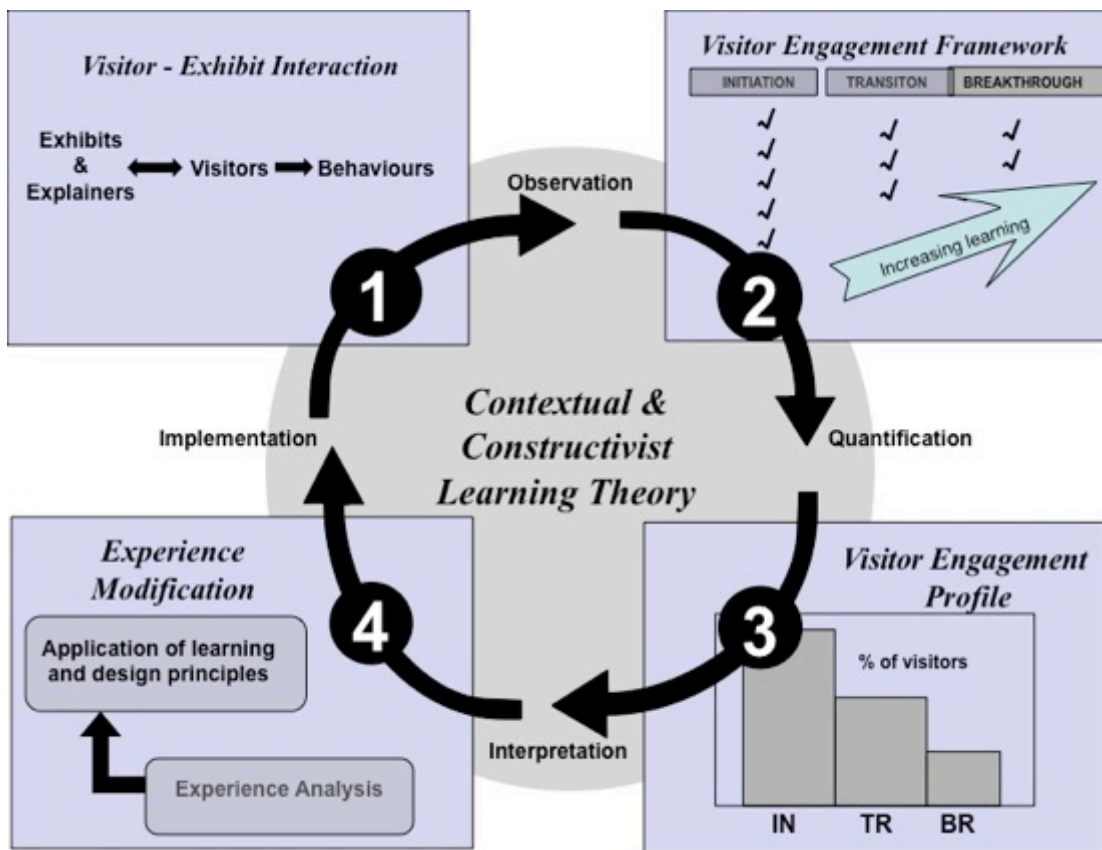 Visitor - Exhibit Interaction
Exhibits
&
Explainers
Visitors
Behaviours
Visitor Engagement Framework
INITIATION
TRANSITON
BREAKTHROUGH
√ √ √
√ √ √
√ √
√
√
Increasing learning
Observation
1
2
Contextual &
Constructivist
Learning Theory
Implementation
Quantification
Experience
Modification
4
Application of learning
and design principles
Experience Analysis
Interpretation
Visitor Engagement
Profile
3
% of visitors
IN TR BR